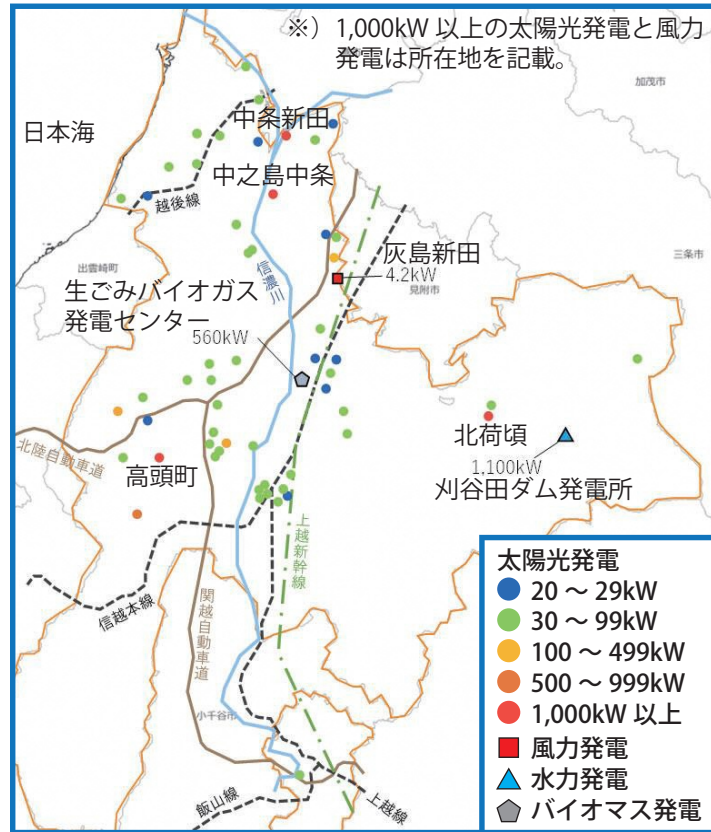 ※）1,000kW 以上の太陽光発電と風力
発電は所在地を記載。
加茂市
日本海
中条新田
中之島中条
越後線
出雲崎町
信濃川
灰島新田
4.2kW
見附市
三条市
生ごみバイオガス
発電センター
560kW
北陸自動車道
高頭町
北荷頃
1,100kW
刈谷田ダム発電所
上越新幹線
信越本線
関越自動車道
小千谷市
飯山線
上越線
太陽光発電
20 ～ 29kW
30 ～ 99kW
100 ～ 499kW
500 ～ 999kW
1,000kW 以上
風力発電
水力発電
バイオマス発電